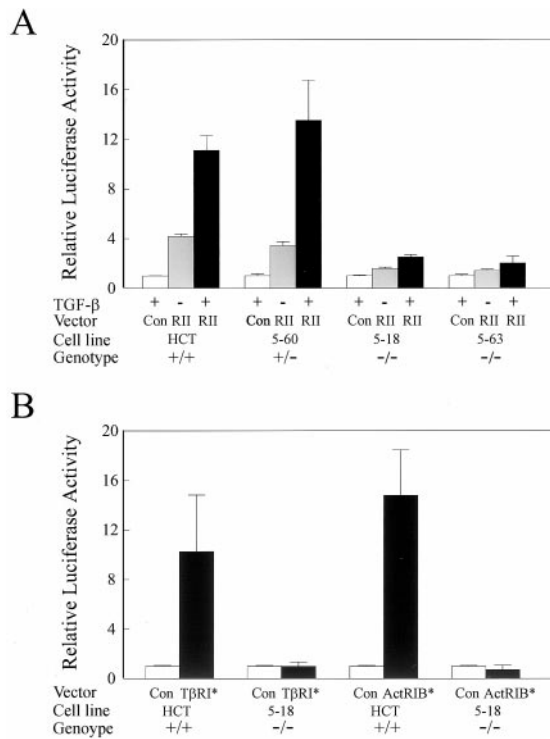 A
Relative Luciferase Activity
20
16
12
8
4
0
TGF-β + - + + - + + - + + - +
Vector Con RII RII Con RII RII Con RII RII Con RII RII
Cell line HCT 5-60 5-18 5-63
Genotype +/+ +/- -/- -/-
B
Relative Luciferase Activity
20
16
12
8
4
0
Vector Con TβRI* Con TβRI* Con ActRIB* Con ActRIB*
Cell line HCT 5-18 HCT 5-18
Genoype +/+ -/- +/+ -/-